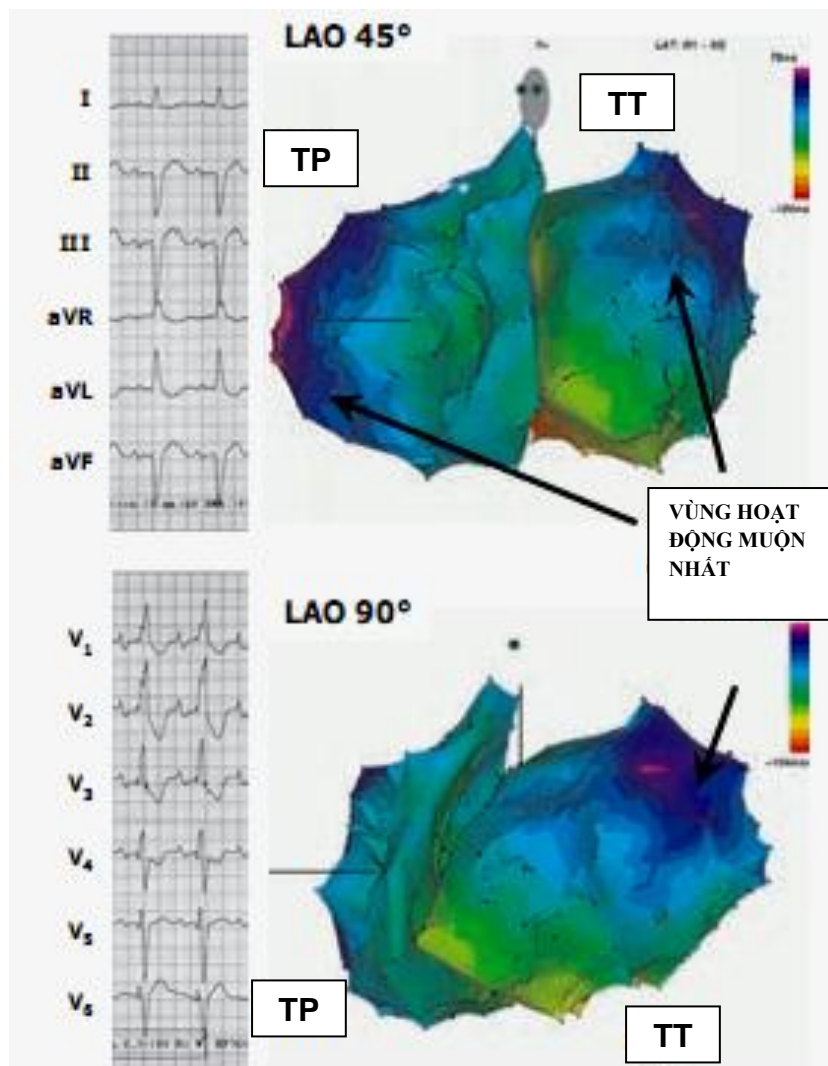 LAO 45°
I
II
III
aVR
aVL
aVF
TP
TT
VÙNG HOẠT
ĐỘNG MUỘN
NHẤT
LAO 90°
V1
V2
V3
V4
V5
V6
TP
TT